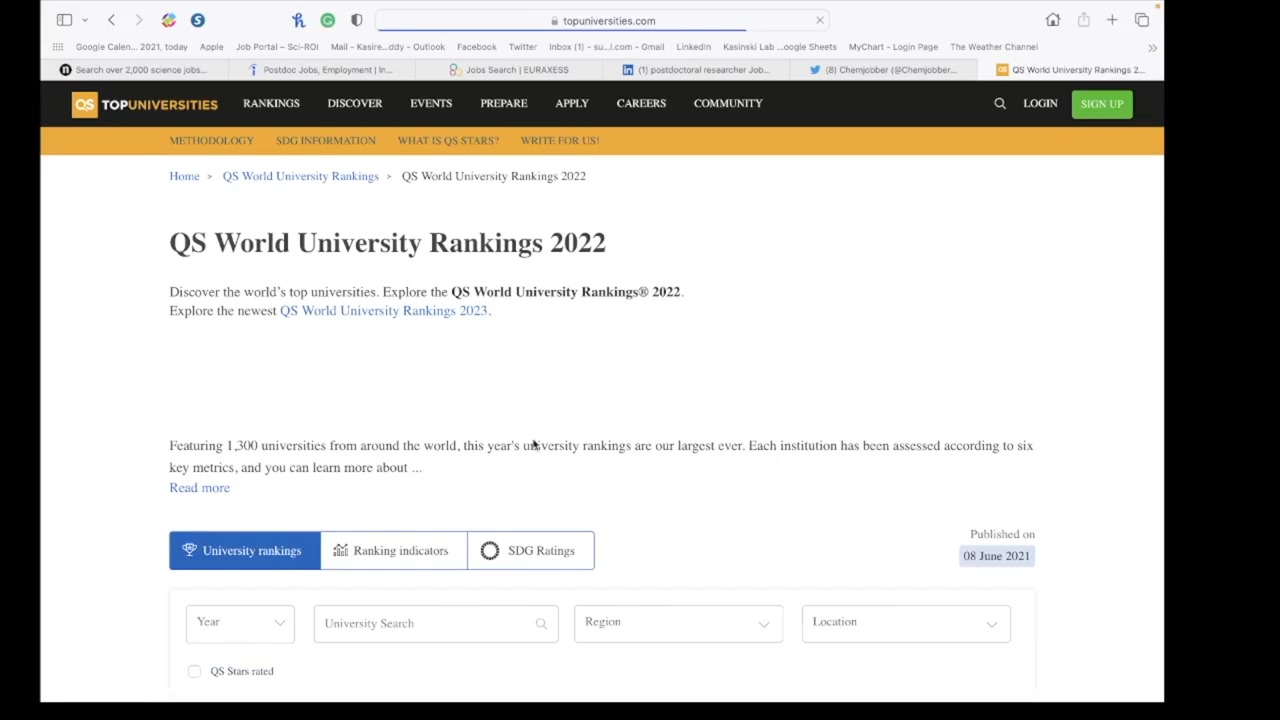 topuniversities.com
Google Calen... 2021, today Apple Job Portal – Sci-ROI Mail - Kasire...ddy - Outlook Facebook Twitter Inbox (1) - su...l.com - Gmail LinkedIn Kasinski Lab ...oogle Sheets MyChart - Login Page The Weather Channel
Search over 2,000 science jobs... Postdoc Jobs, Employment | In... Jobs Search | EURAXESS (1) postdoctoral researcher Job... (8) Chemjobber (@Chemjobber... QS World University Rankings 2...
QS TOPUNIVERSITIES RANKINGS DISCOVER EVENTS PREPARE APPLY CAREERS COMMUNITY LOGIN SIGN UP
METHODOLOGY SDG INFORMATION WHAT IS QS STARS? WRITE FOR US!
Home > QS World University Rankings > QS World University Rankings 2022
QS World University Rankings 2022
Discover the world's top universities. Explore the QS World University Rankings® 2022.
Explore the newest QS World University Rankings 2023.
Featuring 1,300 universities from around the world, this year's university rankings are our largest ever. Each institution has been assessed according to six
key metrics, and you can learn more about ...
Read more
University rankings Ranking indicators SDG Ratings
Published on
08 June 2021
Year University Search Region Location
QS Stars rated